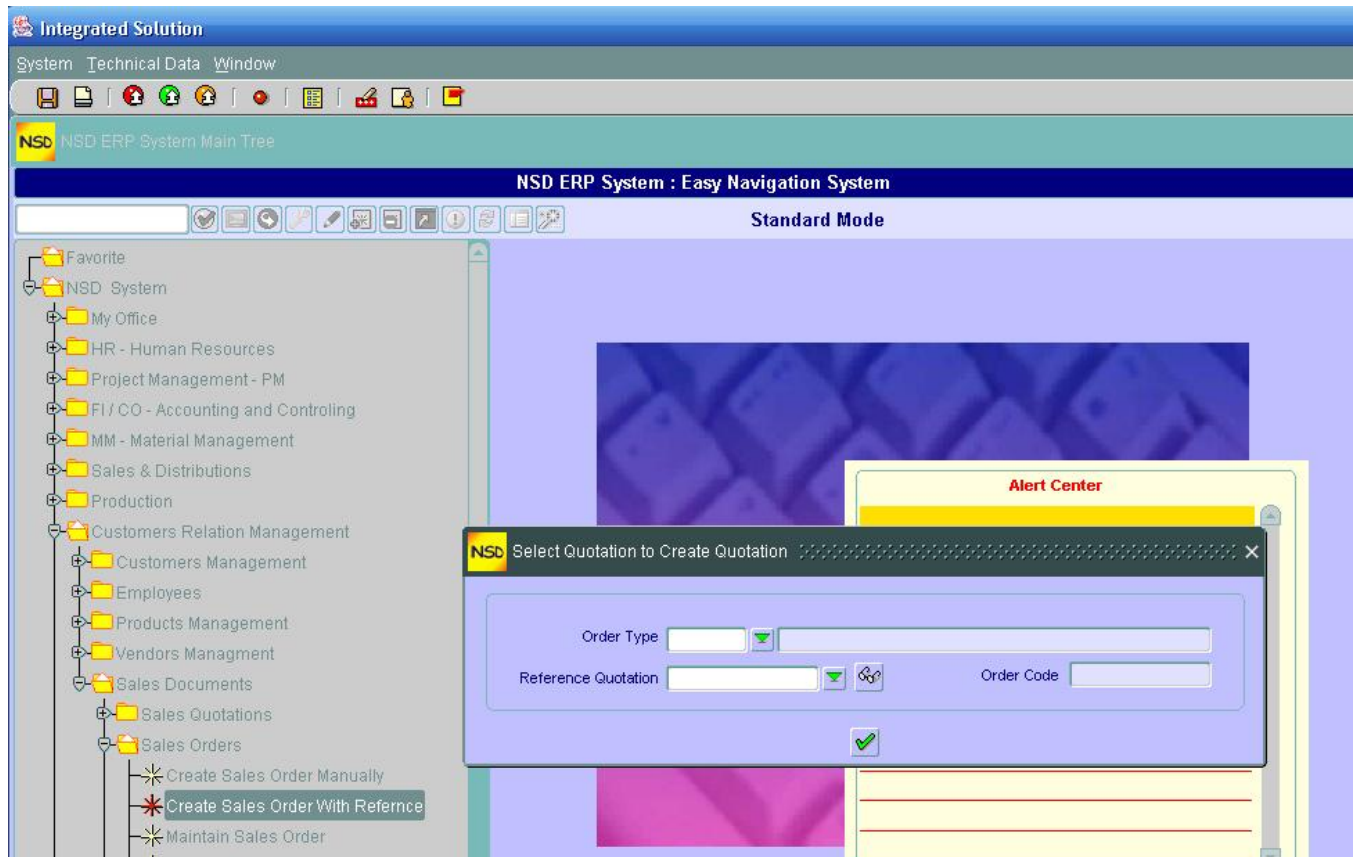 Integrated Solution
System Technical Data Window
NSD NSD ERP System Main Tree
NSD ERP System : Easy Navigation System
Standard Mode
Favorite
NSD System
My Office
HR - Human Resources
Project Management - PM
FI / CO - Accounting and Controling
MM - Material Management
Sales & Distributions
Production
Customers Relation Management
Customers Management
Employees
Products Management
Vendors Managment
Sales Documents
Sales Quotations
Sales Orders
Create Sales Order Manually
Create Sales Order With Refernce
Maintain Sales Order
Alert Center
NSD Select Quotation to Create Quotation
Order Type
Reference Quotation
Order Code